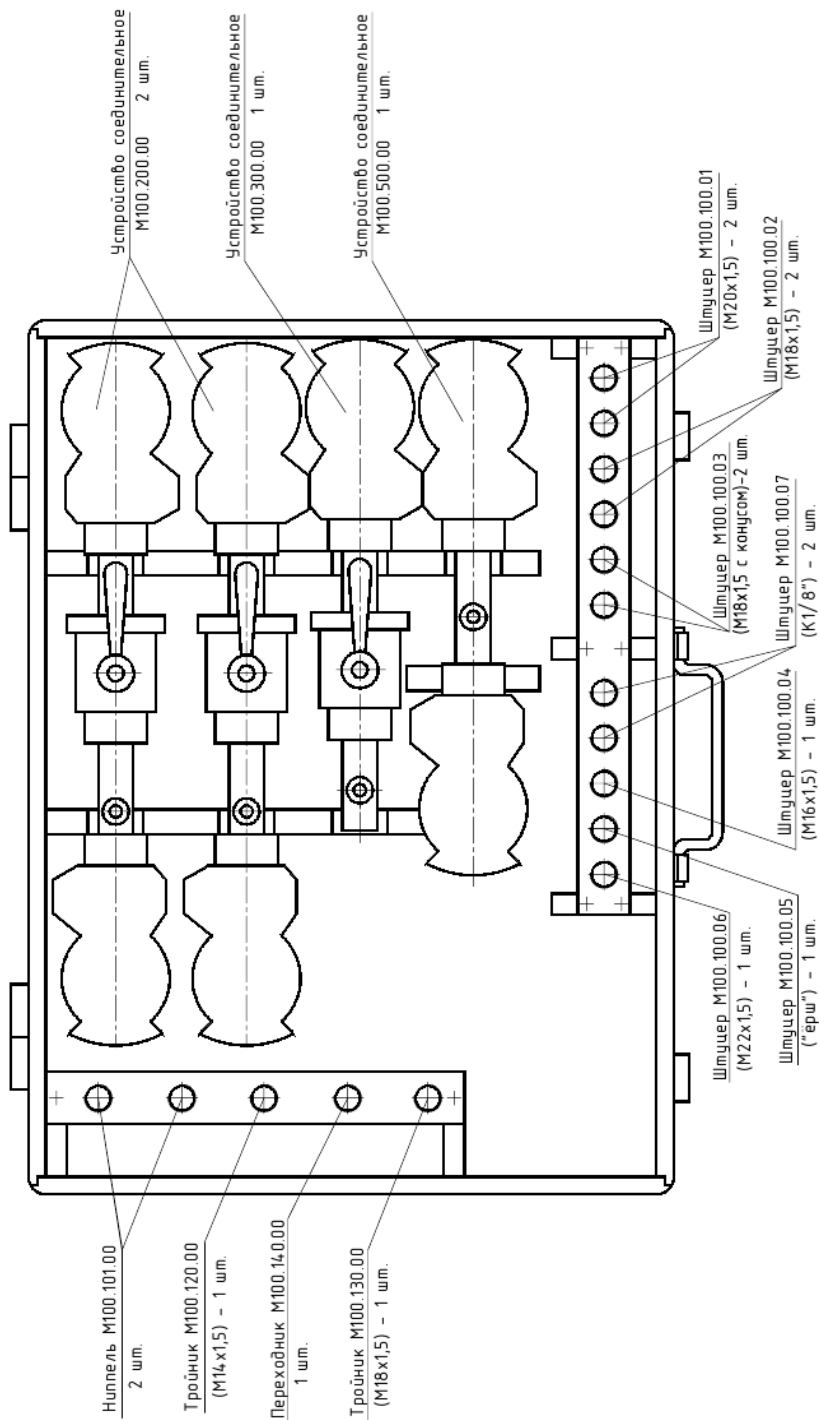 Ниппель М100.101.00
2 шт.
Тройник М100.120.00
(М14х1,5) – 1 шт.
Переходник М100.140.00
1 шт.
Тройник М100.130.00
(М18х1,5) – 1 шт.
Устройство соединительное
М100.200.00 2 шт.
Устройство соединительное
М100.300.00 1 шт.
Устройство соединительное
М100.500.00 1 шт.
Штуцер М100.100.06
(М22х1,5) – 1 шт.
Штуцер М100.100.05
("ёрш") – 1 шт.
Штуцер М100.100.04
(М16х1,5) – 1 шт.
Штуцер М100.100.07
(К1/8") – 2 шт.
Штуцер М100.100.03
(М18х1,5 с конусом)-2 шт.
Штуцер М100.100.02
(М18х1,5) – 2 шт.
Штуцер М100.100.01
(М20х1,5) – 2 шт.